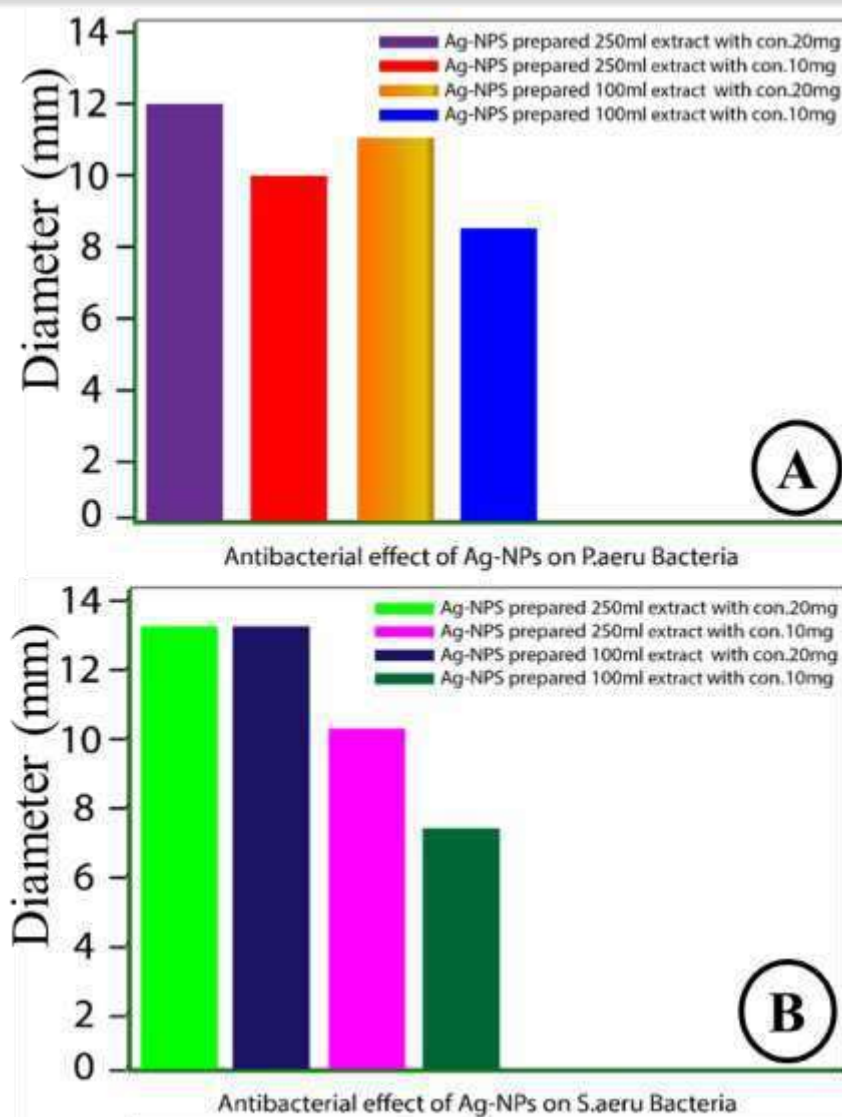 14
12
10
8
6
4
2
0
Diameter (mm)
Ag-NPS prepared 250ml extract with con.20mg
Ag-NPS prepared 250ml extract with con.10mg
Ag-NPS prepared 100ml extract with con.20mg
Ag-NPS prepared 100ml extract with con.10mg
A
Antibacterial effect of Ag-NPs on P.aeru Bacteria
14
12
10
8
6
4
2
0
Diameter (mm)
Ag-NPS prepared 250ml extract with con.20mg
Ag-NPS prepared 250ml extract with con.10mg
Ag-NPS prepared 100ml extract with con.20mg
Ag-NPS prepared 100ml extract with con.10mg
B
Antibacterial effect of Ag-NPs on S.aeru Bacteria